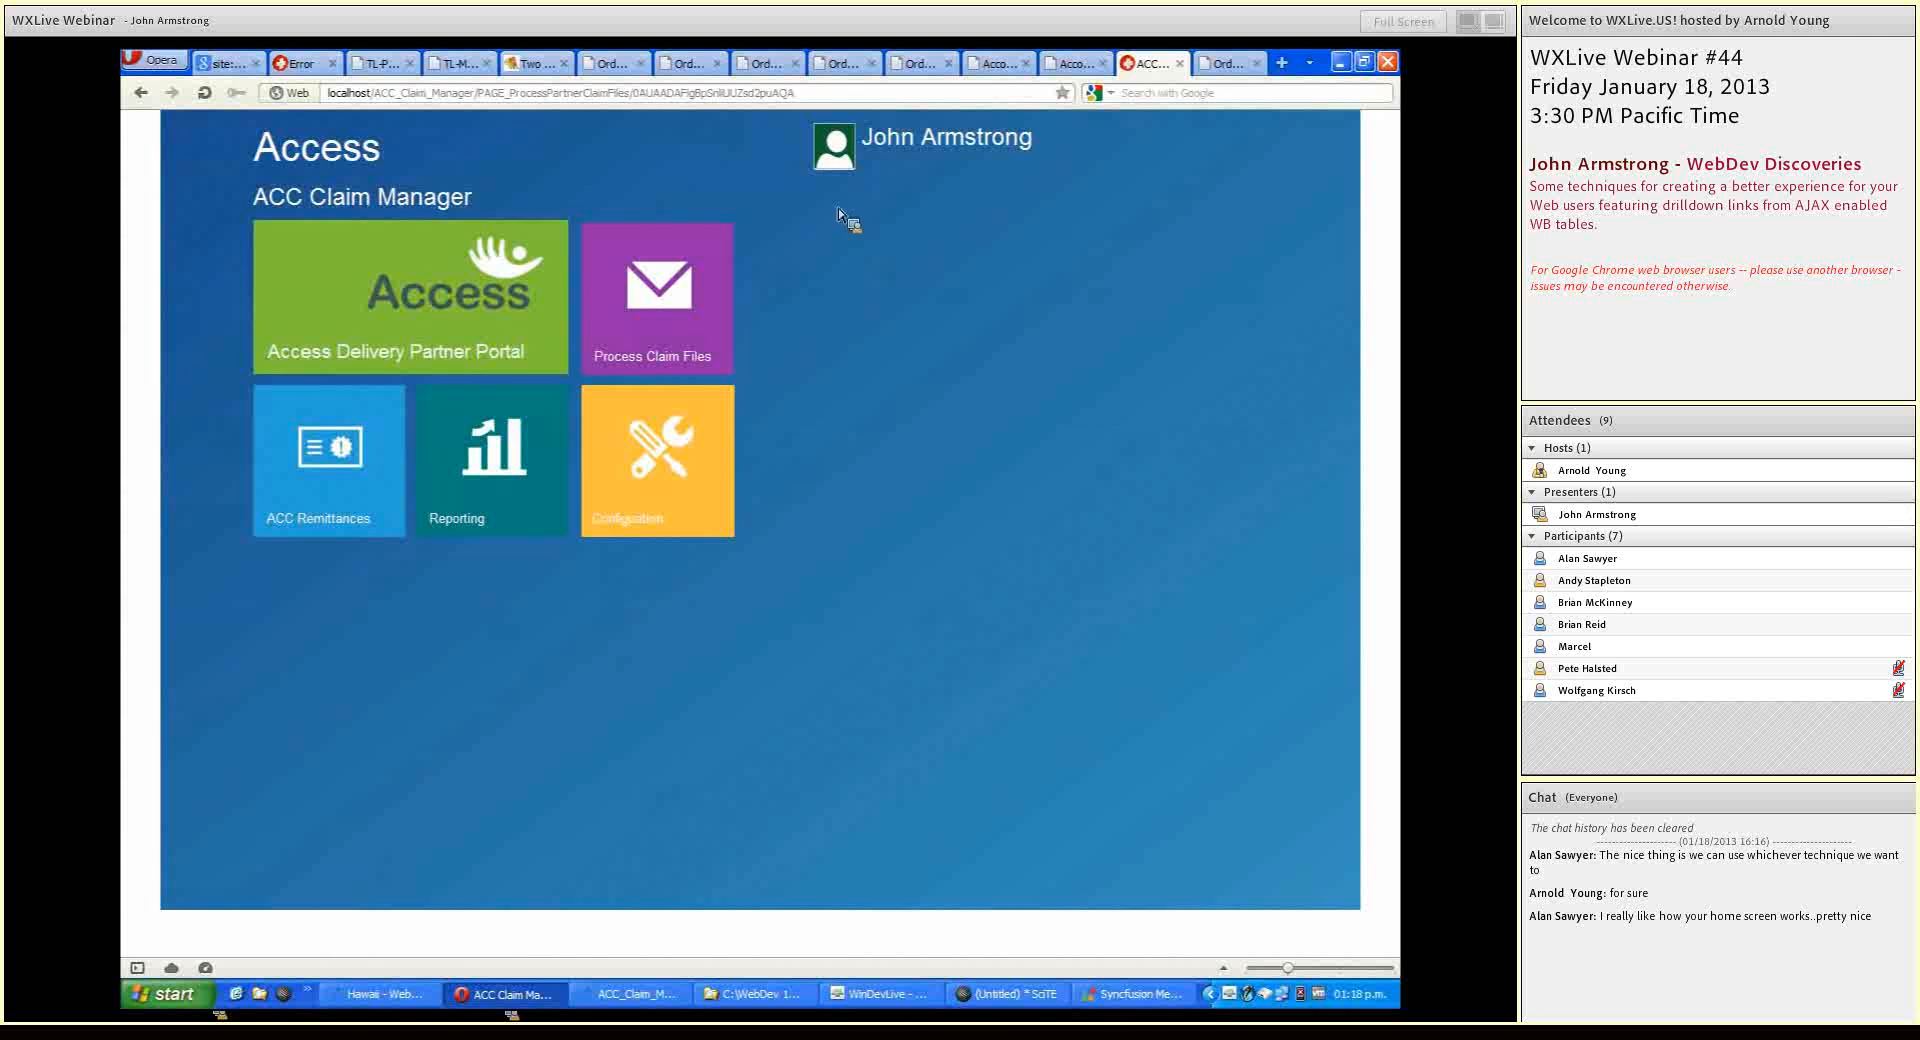 WXLive Webinar - John Armstrong
Full Screen
Opera
site:...
Error
TL-P...
TL-M...
Two ...
Ord...
Ord...
Ord...
Ord...
Ord...
Acco...
Acco...
ACC...
Ord...
Web
Search with Google
Access
John Armstrong
ACC Claim Manager
Access
Access Delivery Partner Portal
Process Claim Files
ACC Remittances
Reporting
start
Hawaii - Web...
ACC Claim Ma...
ACC_Claim_M...
C:\WebDev 1...
WinDevLive - ...
(Untitled) * SciTE
Syncfusion Me...
01:18 p.m.
Welcome to WXLive.US! hosted by Arnold Young
WXLive Webinar #44
Friday January 18, 2013
3:30 PM Pacific Time
John Armstrong - WebDev Discoveries
Some techniques for creating a better experience for your
Web users featuring drilldown links from AJAX enabled
WB tables.
For Google Chrome web browser users -- please use another browser -
issues may be encountered otherwise.
Attendees (9)
Hosts (1)
Arnold Young
Presenters (1)
John Armstrong
Participants (7)
Alan Sawyer
Andy Stapleton
Brian McKinney
Brian Reid
Marcel
Pete Halsted
Wolfgang Kirsch
Chat (Everyone)
The chat history has been cleared
---------------------- (01/18/2013 16:16) ----------------------
Alan Sawyer: The nice thing is we can use whichever technique we want
to
Arnold Young: for sure
Alan Sawyer: I really like how your home screen works..pretty nice